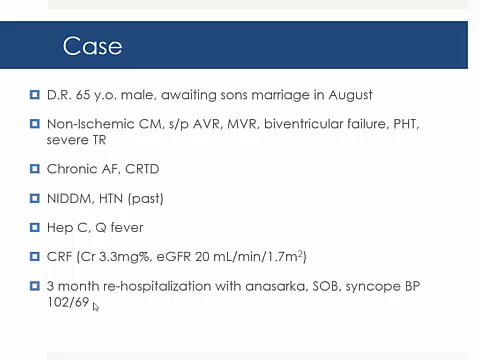 Case
D.R. 65 y.o. male, awaiting sons marriage in August
Non-Ischemic CM, s/p AVR, MVR, biventricular failure, PHT,
severe TR
Chronic AF, CRTD
NIDDM, HTN (past)
Hep C, Q fever
CRF (Cr 3.3mg%, eGFR 20 mL/min/1.7m²)
3 month re-hospitalization with anasarka, SOB, syncope BP
102/69